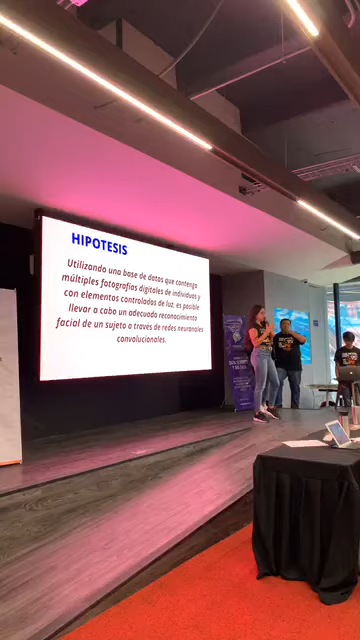 HIPOTESIS
Utilizando una base de datos que contenga
múltiples fotografías digitales de individuos y
con elementos controlados de luz, es posible
llevar a cabo un adecuado reconocimiento
facial de un sujeto a través de redes neuronales
convolucionales.